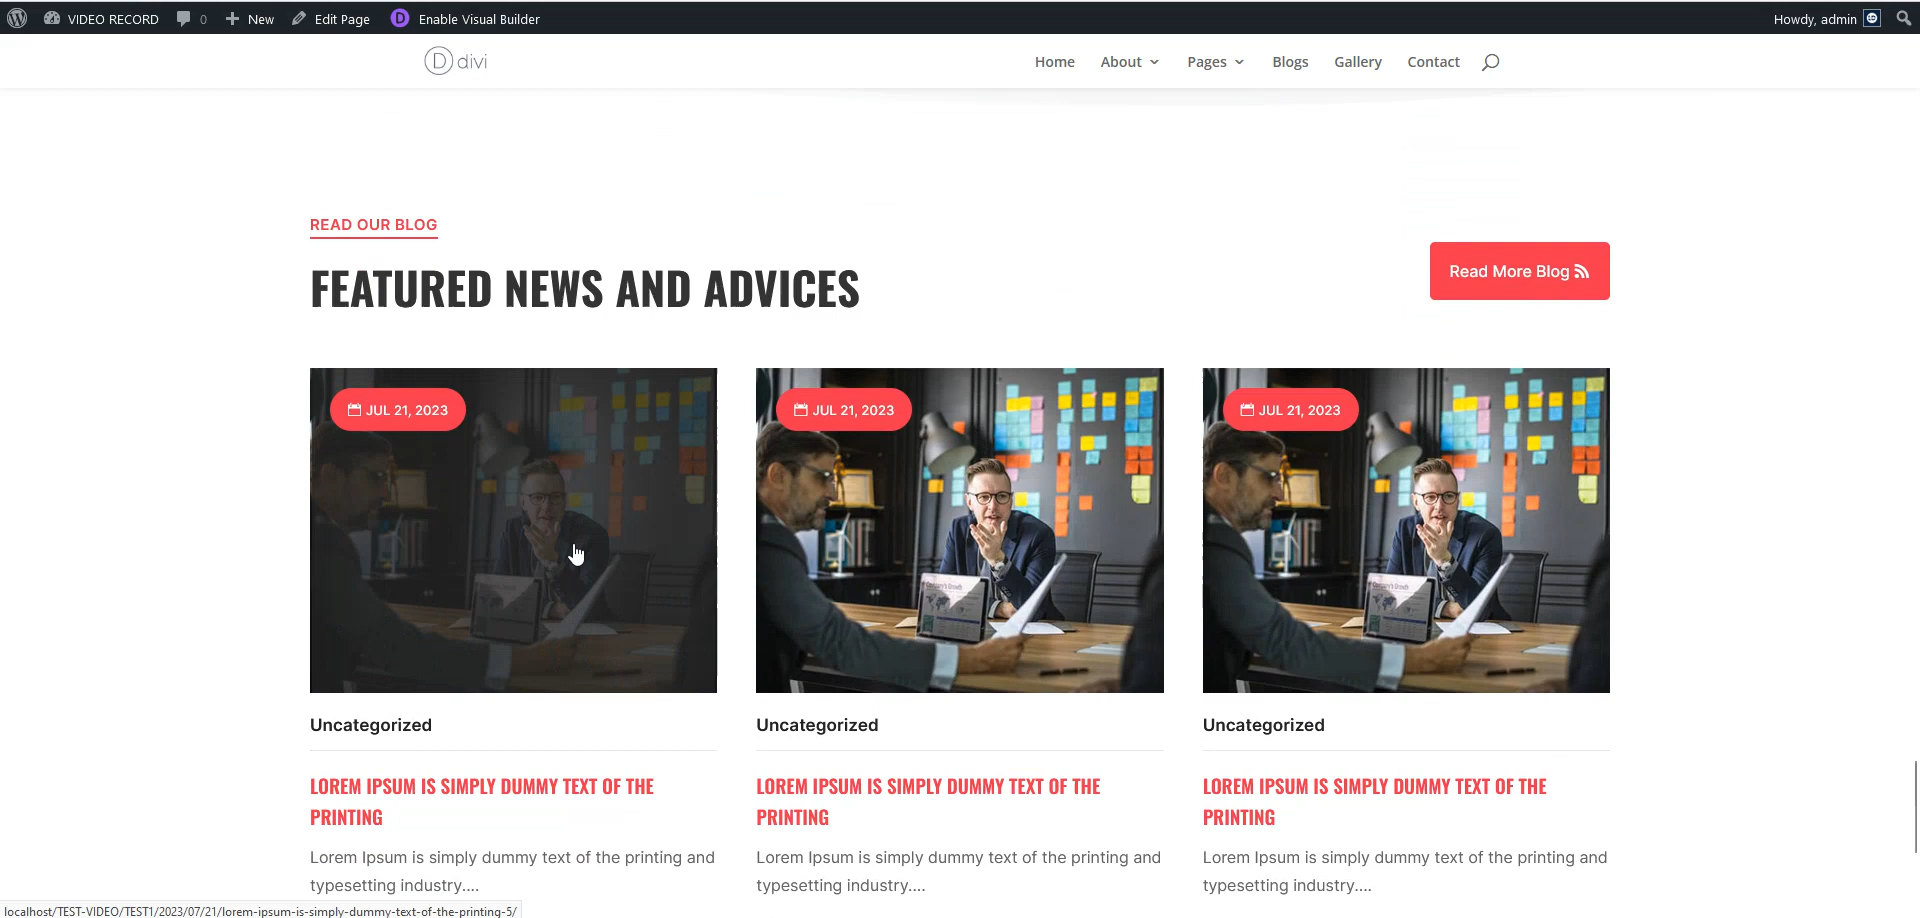 VIDEO RECORD 0 New Edit Page D Enable Visual Builder Howdy, admin
D divi Home About Pages Blogs Gallery Contact
READ OUR BLOG
FEATURED NEWS AND ADVICES
Read More Blog
JUL 21, 2023 JUL 21, 2023 JUL 21, 2023
Uncategorized Uncategorized Uncategorized
LOREM IPSUM IS SIMPLY DUMMY TEXT OF THE
PRINTING
LOREM IPSUM IS SIMPLY DUMMY TEXT OF THE
PRINTING
LOREM IPSUM IS SIMPLY DUMMY TEXT OF THE
PRINTING
Lorem Ipsum is simply dummy text of the printing and
typesetting industry....
Lorem Ipsum is simply dummy text of the printing and
typesetting industry....
Lorem Ipsum is simply dummy text of the printing and
typesetting industry....
localhost/TEST-VIDEO/TEST1/2023/07/21/lorem-ipsum-is-simply-dummy-text-of-the-printing-5/